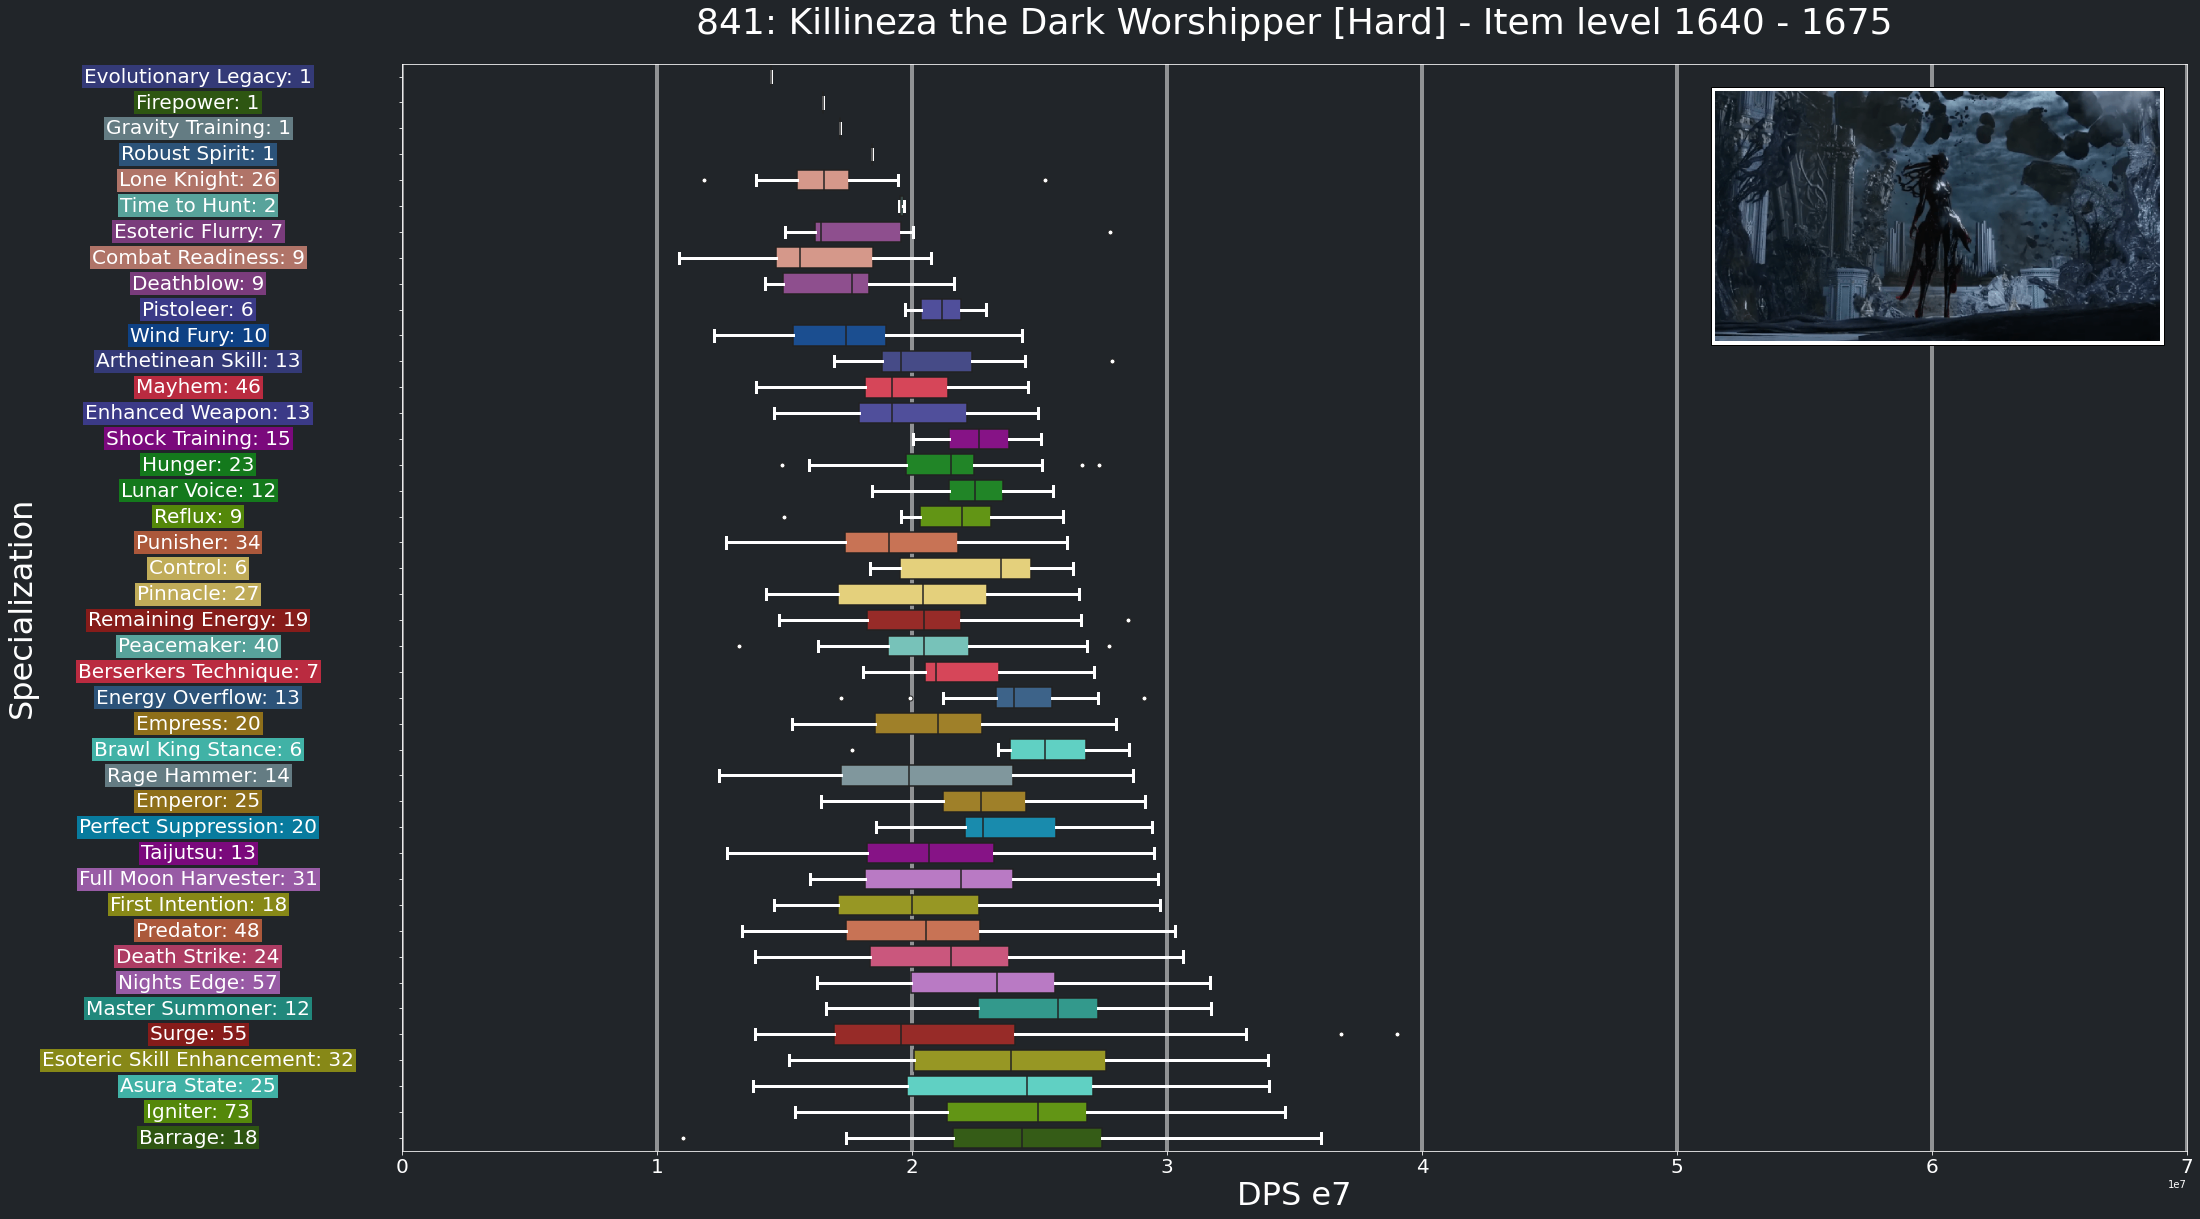 841: Killineza the Dark Worshipper [Hard] - Item level 1640 - 1675
Specialization
Evolutionary Legacy: 1
Firepower: 1
Gravity Training: 1
Robust Spirit: 1
Lone Knight: 26
Time to Hunt: 2
Esoteric Flurry: 7
Combat Readiness: 9
Deathblow: 9
Pistoleer: 6
Wind Fury: 10
Arthetinean Skill: 13
Mayhem: 46
Enhanced Weapon: 13
Shock Training: 15
Hunger: 23
Lunar Voice: 12
Reflux: 9
Punisher: 34
Control: 6
Pinnacle: 27
Remaining Energy: 19
Peacemaker: 40
Berserkers Technique: 7
Energy Overflow: 13
Empress: 20
Brawl King Stance: 6
Rage Hammer: 14
Emperor: 25
Perfect Suppression: 20
Taijutsu: 13
Full Moon Harvester: 31
First Intention: 18
Predator: 48
Death Strike: 24
Nights Edge: 57
Master Summoner: 12
Surge: 55
Esoteric Skill Enhancement: 32
Asura State: 25
Igniter: 73
Barrage: 18
0 1 2 3 4 5 6 7
1e7
DPS e7